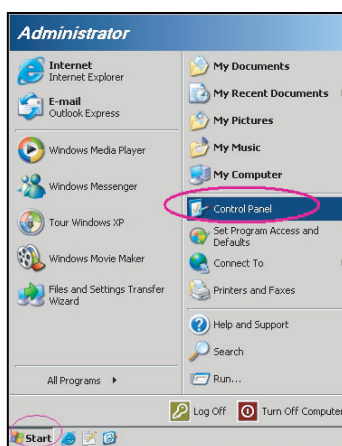 Administrator
Internet
Internet Explorer
E-mail
Outlook Express
Windows Media Player
Windows Messenger
Tour Windows XP
Windows Movie Maker
Files and Settings Transfer
Wizard
All Programs
My Documents
My Recent Documents
My Pictures
My Music
My Computer
Control Panel
Set Program Access and
Defaults
Connect To
Printers and Faxes
Help and Support
Search
Run...
Log Off
Turn Off Computer
Start